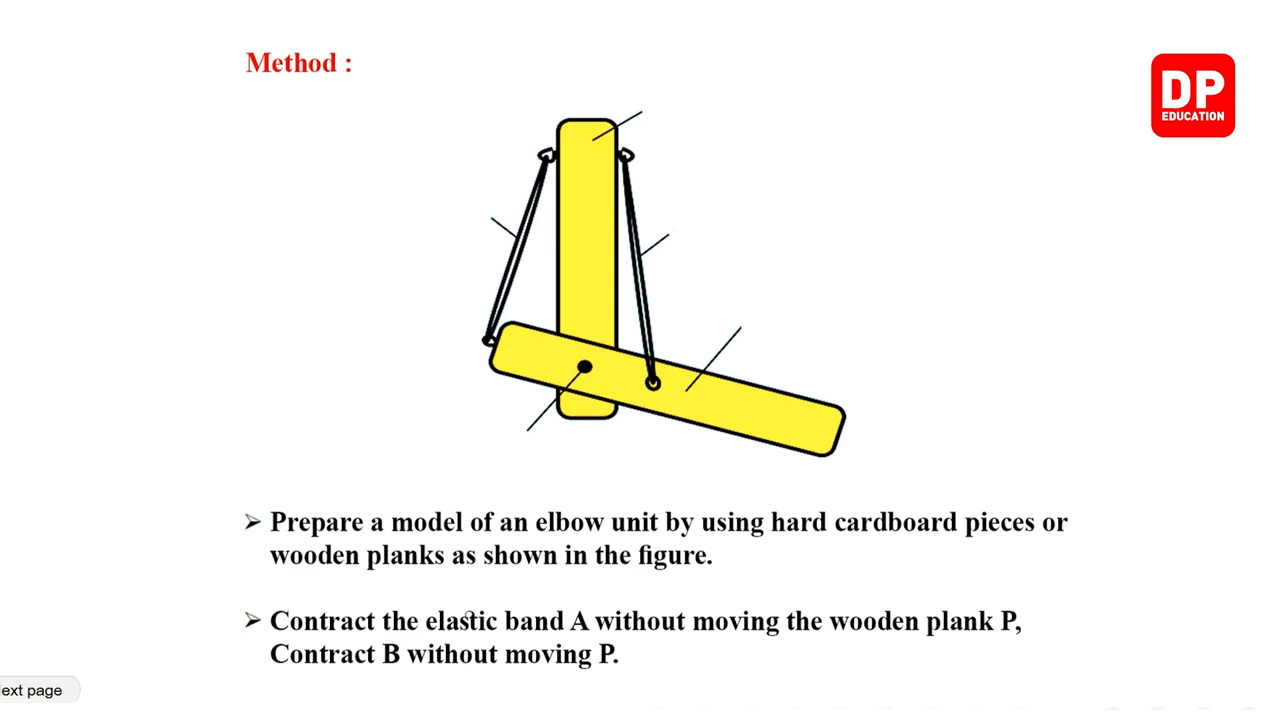 Method :
DP
EDUCATION
➢ Prepare a model of an elbow unit by using hard cardboard pieces or
wooden planks as shown in the figure.
➢ Contract the elastic band A without moving the wooden plank P,
Contract B without moving P.
ext page